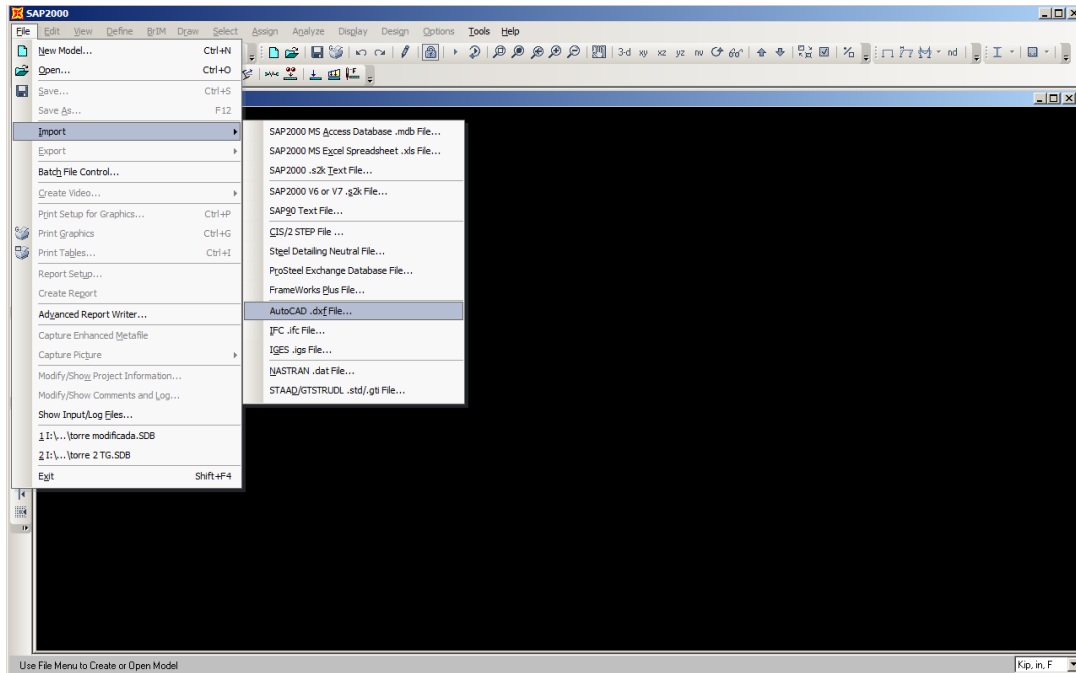 SAP2000
File Edit View Define BrIM Draw Select Assign Analyze Display Design Options Tools Help
3-d xy xz yz nv nd
New Model... Ctrl+N
Open... Ctrl+O
Save... Ctrl+S
Save As... F12
Import
Export
Batch File Control...
Create Video...
Print Setup for Graphics... Ctrl+P
Print Graphics Ctrl+G
Print Tables... Ctrl+I
Report Setup...
Create Report
Advanced Report Writer...
Capture Enhanced Metafile
Capture Picture
Modify/Show Project Information...
Modify/Show Comments and Log...
Show Input/Log Files...
1 I:\...\torre modificada.SDB
2 I:\...\torre 2 TG.SDB
Exit Shift+F4
SAP2000 MS Access Database .mdb File...
SAP2000 MS Excel Spreadsheet .xls File...
SAP2000 .s2k Text File...
SAP2000 V6 or V7 .s2k File...
SAP90 Text File...
CIS/2 STEP File ...
Steel Detailing Neutral File...
ProSteel Exchange Database File...
FrameWorks Plus File...
AutoCAD .dxf File...
IFC .ifc File...
IGES .igs File...
NASTRAN .dat File...
STAAD/GTSTRUDL .std/.gti File...
Use File Menu to Create or Open Model
Kip, in, F